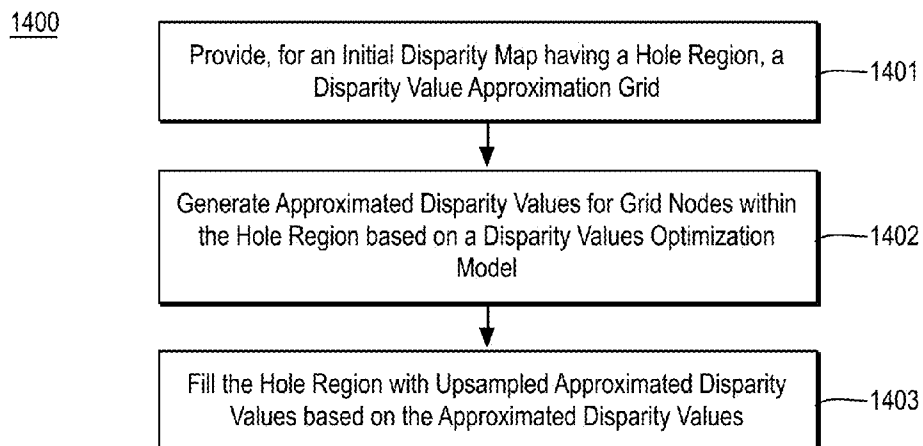 1400
Provide, for an Initial Disparity Map having a Hole Region, a
Disparity Value Approximation Grid
1401
Generate Approximated Disparity Values for Grid Nodes within
the Hole Region based on a Disparity Values Optimization
Model
1402
Fill the Hole Region with Upsampled Approximated Disparity
Values based on the Approximated Disparity Values
1403